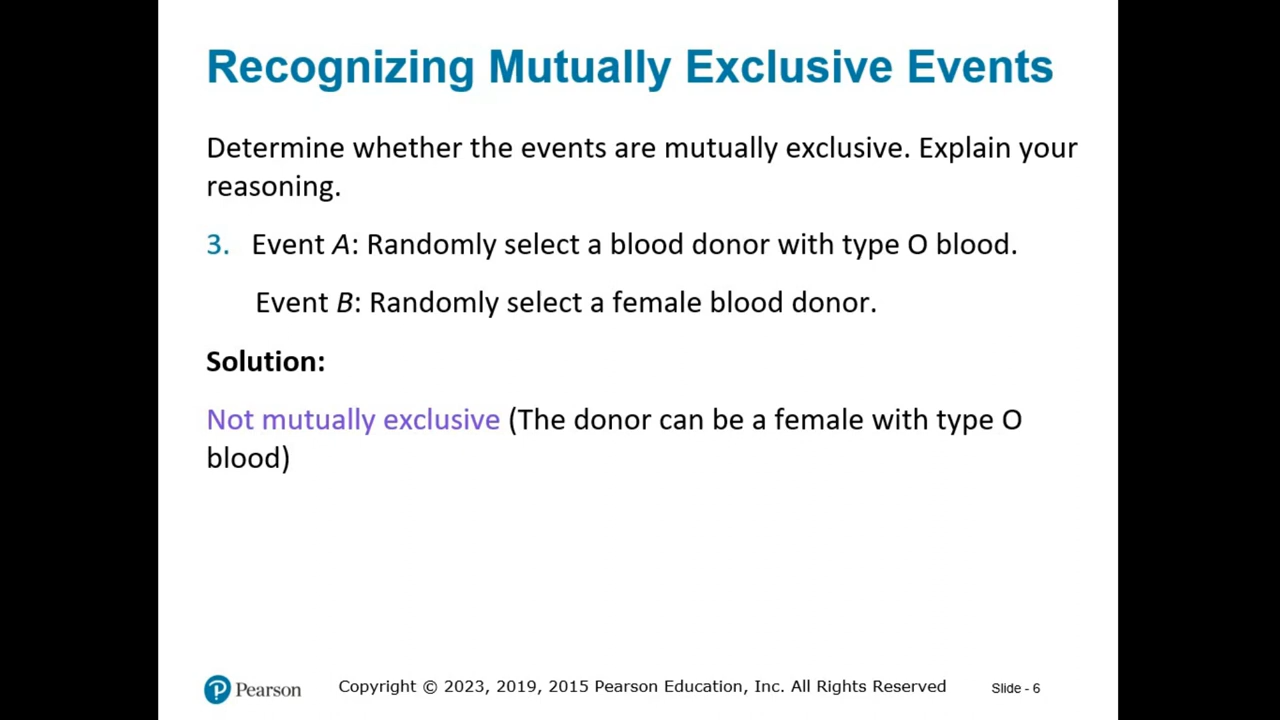 Recognizing Mutually Exclusive Events
Determine whether the events are mutually exclusive. Explain your
reasoning.
3. Event A: Randomly select a blood donor with type O blood.
Event B: Randomly select a female blood donor.
Solution:
Not mutually exclusive (The donor can be a female with type O
blood)
Pearson Copyright © 2023, 2019, 2015 Pearson Education, Inc. All Rights Reserved Slide - 6